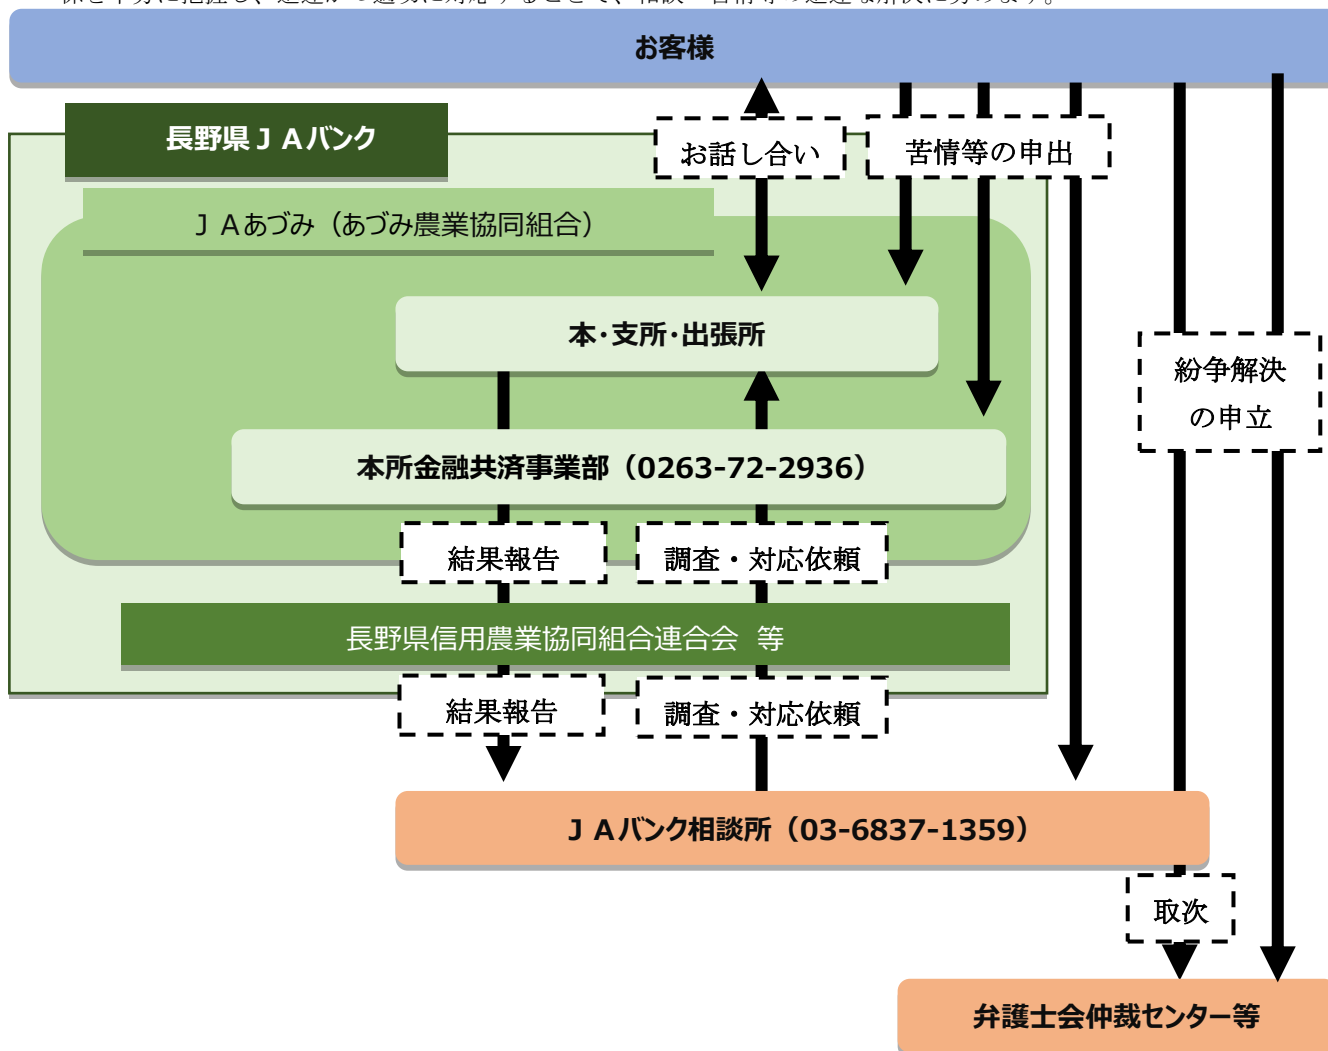 お客様
長野県ＪＡバンク
お話し合い
苦情等の申出
ＪＡあづみ（あづみ農業協同組合）
本・支所・出張所
紛争解決
の申立
本所金融共済事業部（0263-72-2936）
結果報告
調査・対応依頼
長野県信用農業協同組合連合会　等
結果報告
調査・対応依頼
ＪＡバンク相談所（03-6837-1359）
取次
弁護士会仲裁センター等